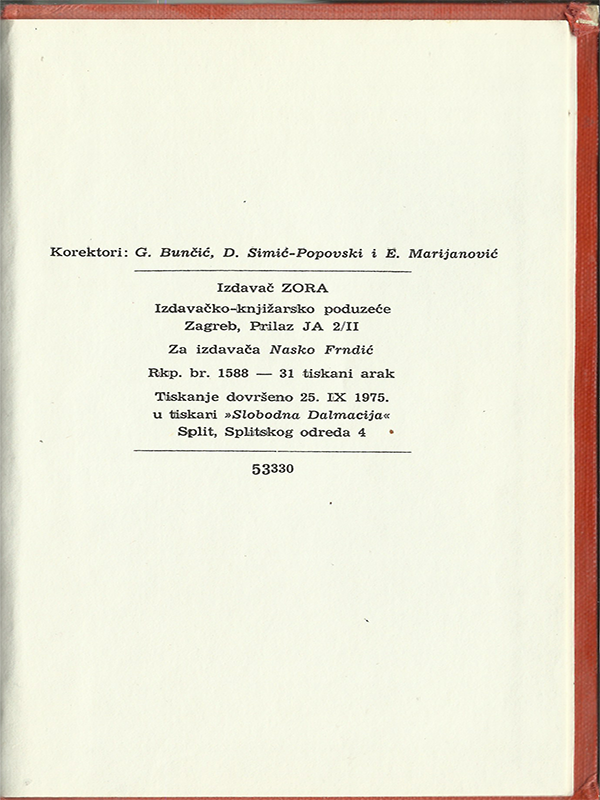 Korektori: G. Bunčić, D. Simić-Popovski i E. Marijanović
Izdavač ZORA
Izdavačko-knjižarsko poduzeće
Zagreb, Prilaz JA 2/II
Za izdavača Nasko Frndić
Rkp. br. 1588 — 31 tiskani arak
Tiskanje dovršeno 25. IX 1975.
u tiskari »Slobodna Dalmacija«
Split, Splitskog odreda 4
53330